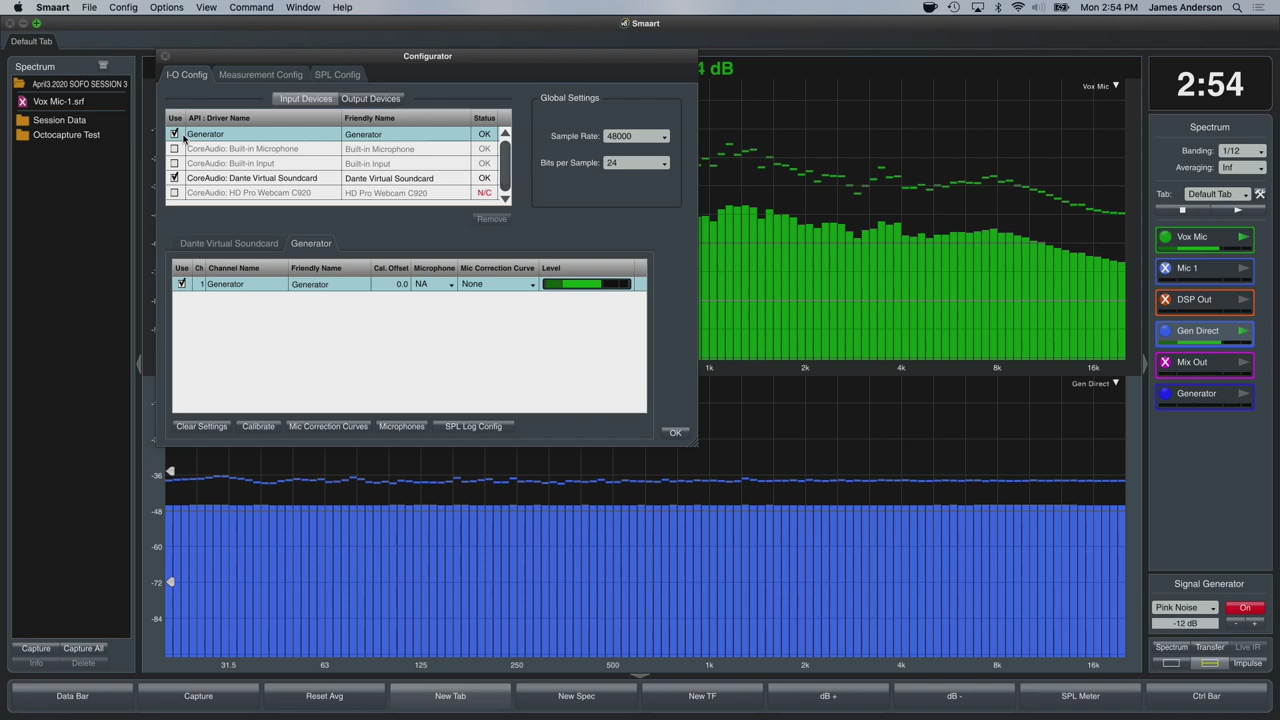 Smaart File Config Options View Command Window Help
Mon 2:54 PM James Anderson
Smaart
Default Tab
Spectrum
April3.2020 SOFO SESSION 3
Vox Mic-1.srf
Session Data
Octocapture Test
Capture Capture All
Info Delete
Configurator
I-O Config Measurement Config SPL Config
Input Devices Output Devices
Use API : Driver Name Friendly Name Status
Generator Generator OK
CoreAudio: Built-in Microphone Built-in Microphone OK
CoreAudio: Built-in Input Built-in Input OK
CoreAudio: Dante Virtual Soundcard Dante Virtual Soundcard OK
CoreAudio: HD Pro Webcam C920 HD Pro Webcam C920 N/C
Remove
Global Settings
Sample Rate: 48000
Bits per Sample: 24
Dante Virtual Soundcard Generator
Use Ch Channel Name Friendly Name Cal. Offset Microphone Mic Correction Curve Level
1 Generator Generator 0.0 NA None
Clear Settings Calibrate Mic Correction Curves Microphones SPL Log Config
OK
4 dB
Vox Mic
1k 2k 4k 8k 16k
Gen Direct
-36
-48
-60
-72
-84
31.5 63 125 250 500 1k 2k 4k 8k 16k
2:54
Spectrum
Banding: 1/12
Averaging: Inf
Tab: Default Tab
Vox Mic
Mic 1
DSP Out
Gen Direct
Mix Out
Generator
Signal Generator
Pink Noise On
-12 dB - +
Spectrum Transfer Live IR
Impulse
Data Bar Capture Reset Avg New Tab New Spec New TF dB + dB - SPL Meter Ctrl Bar